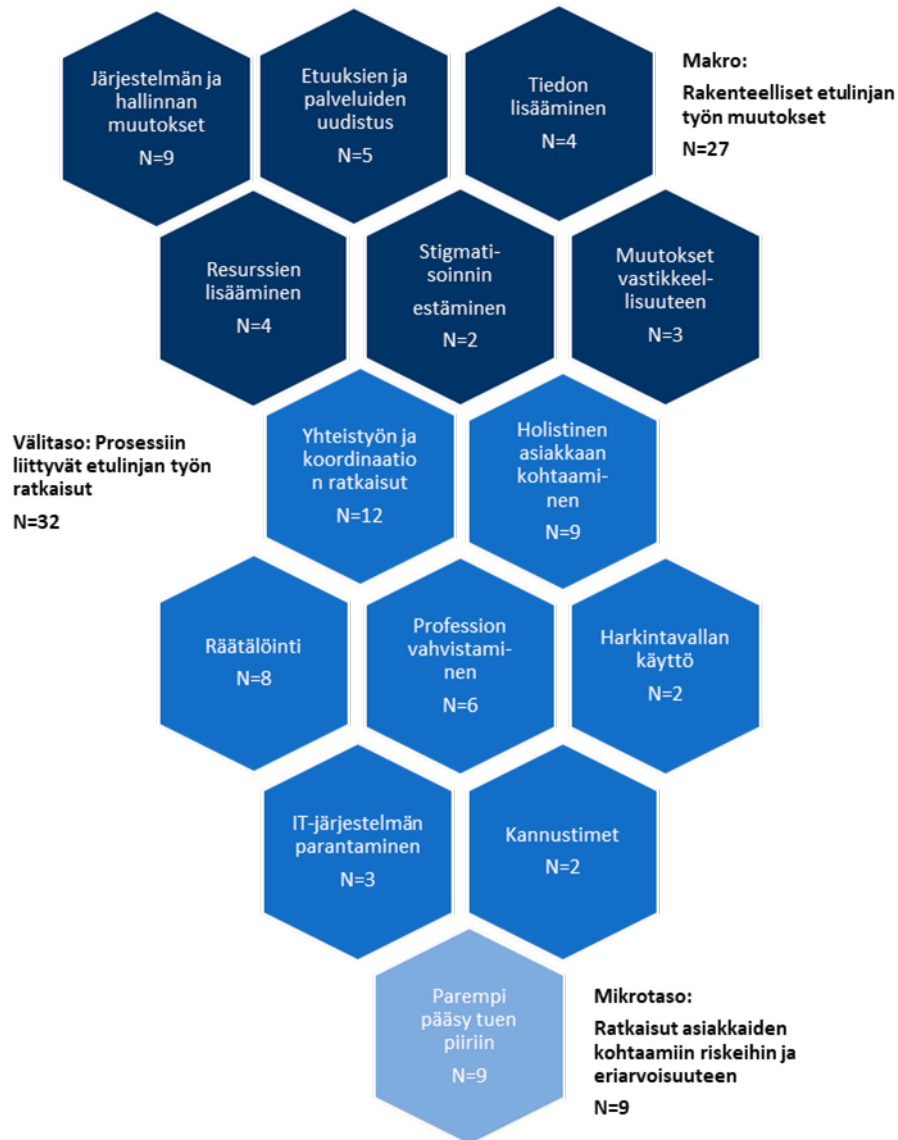 Järjestelmän ja
hallinnan
muutokset
N=9
Etuuksien ja
palveluiden
uudistus
N=5
Tiedon
lisääminen
N=4
Makro:
Rakenteelliset etulinjan
työn muutokset
N=27
Resurssien
lisääminen
N=4
Stigmati-
soinnin
estäminen
N=2
Muutokset
vastikkeel-
lisuuteen
N=3
Välitaso: Prosessiin
liittyvät etulinjan työn
ratkaisut
N=32
Yhteistyön ja
koordinaatio
n ratkaisut
N=12
Holistinen
asiakkaan
kohtaami-
nen
N=9
Räätälöinti
N=8
Profession
vahvistami-
nen
N=6
Harkintavallan
käyttö
N=2
IT-järjestelmän
parantaminen
N=3
Kannustimet
N=2
Parempi
pääsy tuen
piiriin
N=9
Mikrotaso:
Ratkaisut asiakkaiden
kohtaamiin riskeihin ja
eriarvoisuuteen
N=9